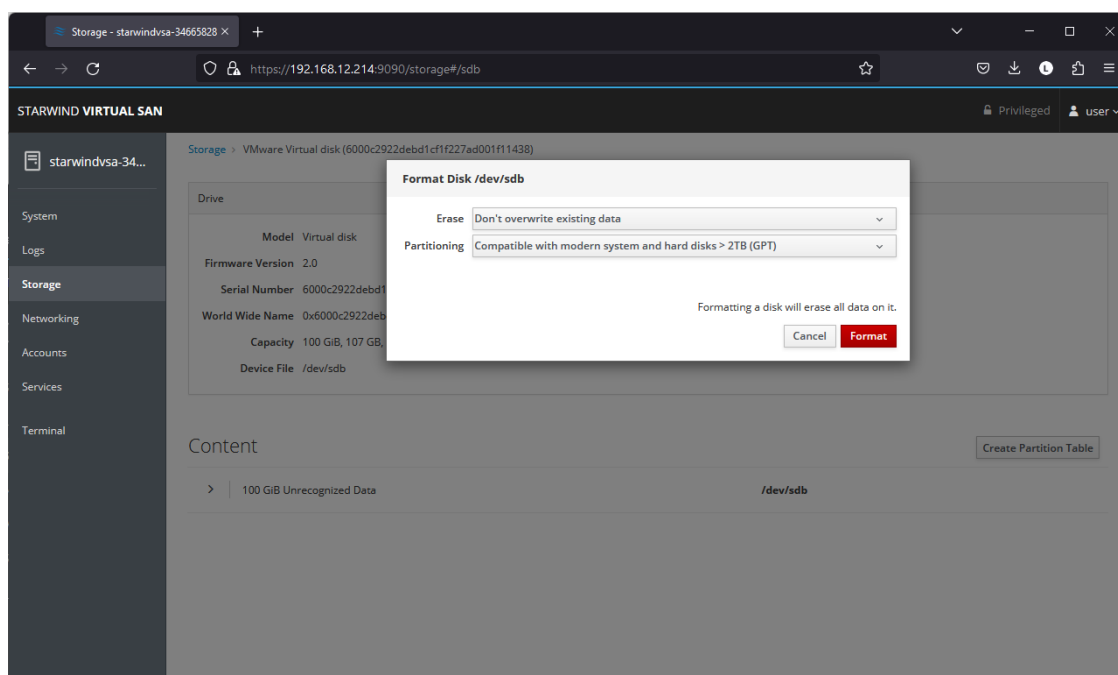 Storage - starwindvsa-34665828
https://192.168.12.214:9090/storage#/sdb
L
STARWIND VIRTUAL SAN
Privileged
user
starwindvsa-34...
System
Logs
Storage
Networking
Accounts
Services
Terminal
Storage > VMware Virtual disk (6000c2922debd1cf1f227ad001f11438)
Drive
Model Virtual disk
Firmware Version 2.0
Serial Number 6000c2922debd1
World Wide Name 0x6000c2922deb
Capacity 100 GiB, 107 GB,
Device File /dev/sdb
Format Disk /dev/sdb
Erase Don't overwrite existing data
Partitioning Compatible with modern system and hard disks > 2TB (GPT)
Formatting a disk will erase all data on it.
Cancel Format
Content
Create Partition Table
100 GiB Unrecognized Data /dev/sdb